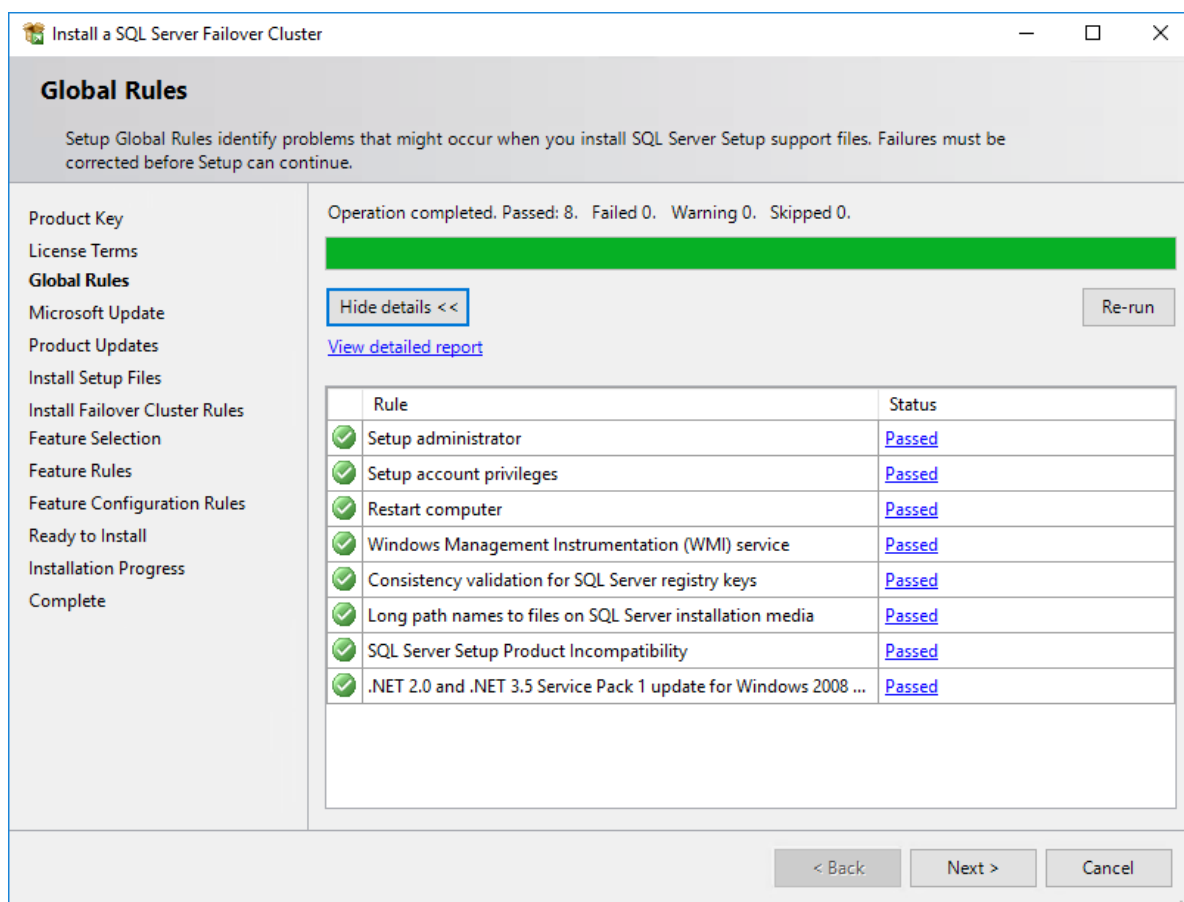 Install a SQL Server Failover Cluster
Global Rules
Setup Global Rules identify problems that might occur when you install SQL Server Setup support files. Failures must be
corrected before Setup can continue.
Product Key
License Terms
Global Rules
Microsoft Update
Product Updates
Install Setup Files
Install Failover Cluster Rules
Feature Selection
Feature Rules
Feature Configuration Rules
Ready to Install
Installation Progress
Complete
Operation completed. Passed: 8. Failed 0. Warning 0. Skipped 0.
Hide details <<
Re-run
View detailed report
Rule Status
Setup administrator Passed
Setup account privileges Passed
Restart computer Passed
Windows Management Instrumentation (WMI) service Passed
Consistency validation for SQL Server registry keys Passed
Long path names to files on SQL Server installation media Passed
SQL Server Setup Product Incompatibility Passed
.NET 2.0 and .NET 3.5 Service Pack 1 update for Windows 2008 ... Passed
< Back Next > Cancel